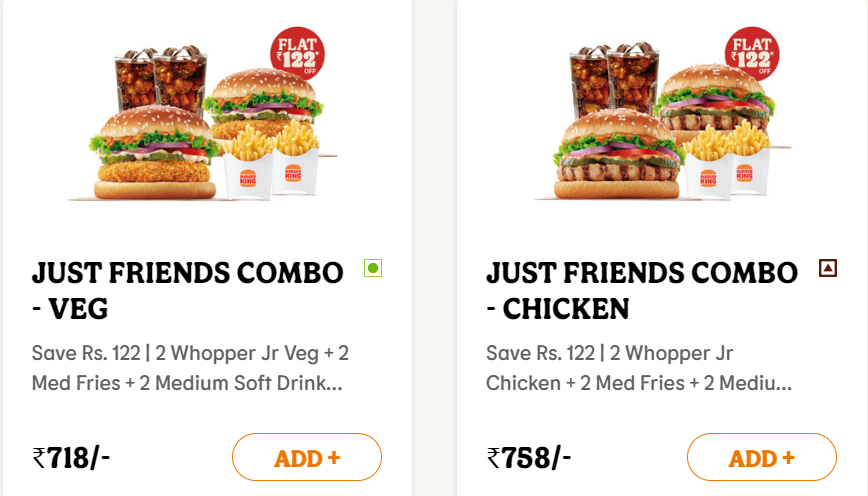 FLAT
₹122*
OFF
BURGER
KING
BURGER
KING
JUST FRIENDS COMBO
- VEG
Save Rs. 122 | 2 Whopper Jr Veg + 2
Med Fries + 2 Medium Soft Drink...
₹718/-
ADD +
FLAT
₹122*
OFF
BURGER
KING
BURGER
KING
JUST FRIENDS COMBO
- CHICKEN
Save Rs. 122 | 2 Whopper Jr
Chicken + 2 Med Fries + 2 Mediu...
₹758/-
ADD +